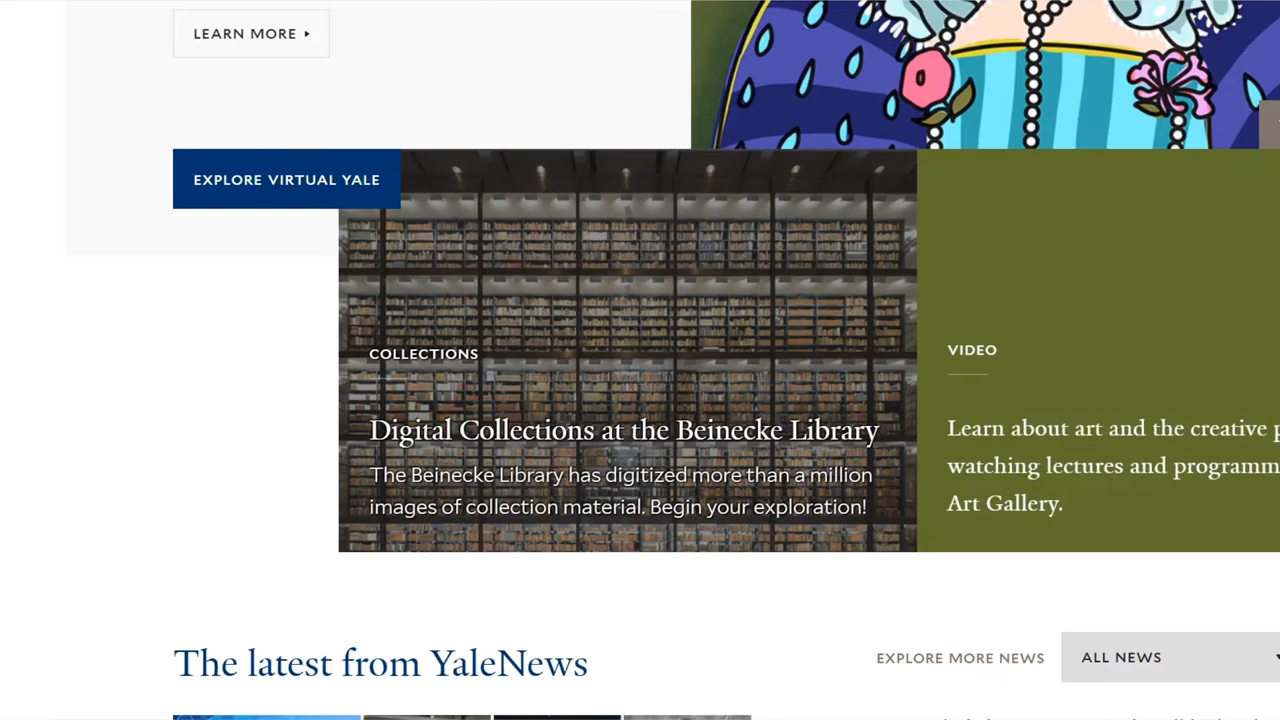 LEARN MORE
EXPLORE VIRTUAL YALE
COLLECTIONS
Digital Collections at the Beinecke Library
The Beinecke Library has digitized more than a million
images of collection material. Begin your exploration!
VIDEO
Learn about art and the creative
watching lectures and
Art Gallery.
The latest from YaleNews
EXPLORE MORE NEWS
ALL NEWS